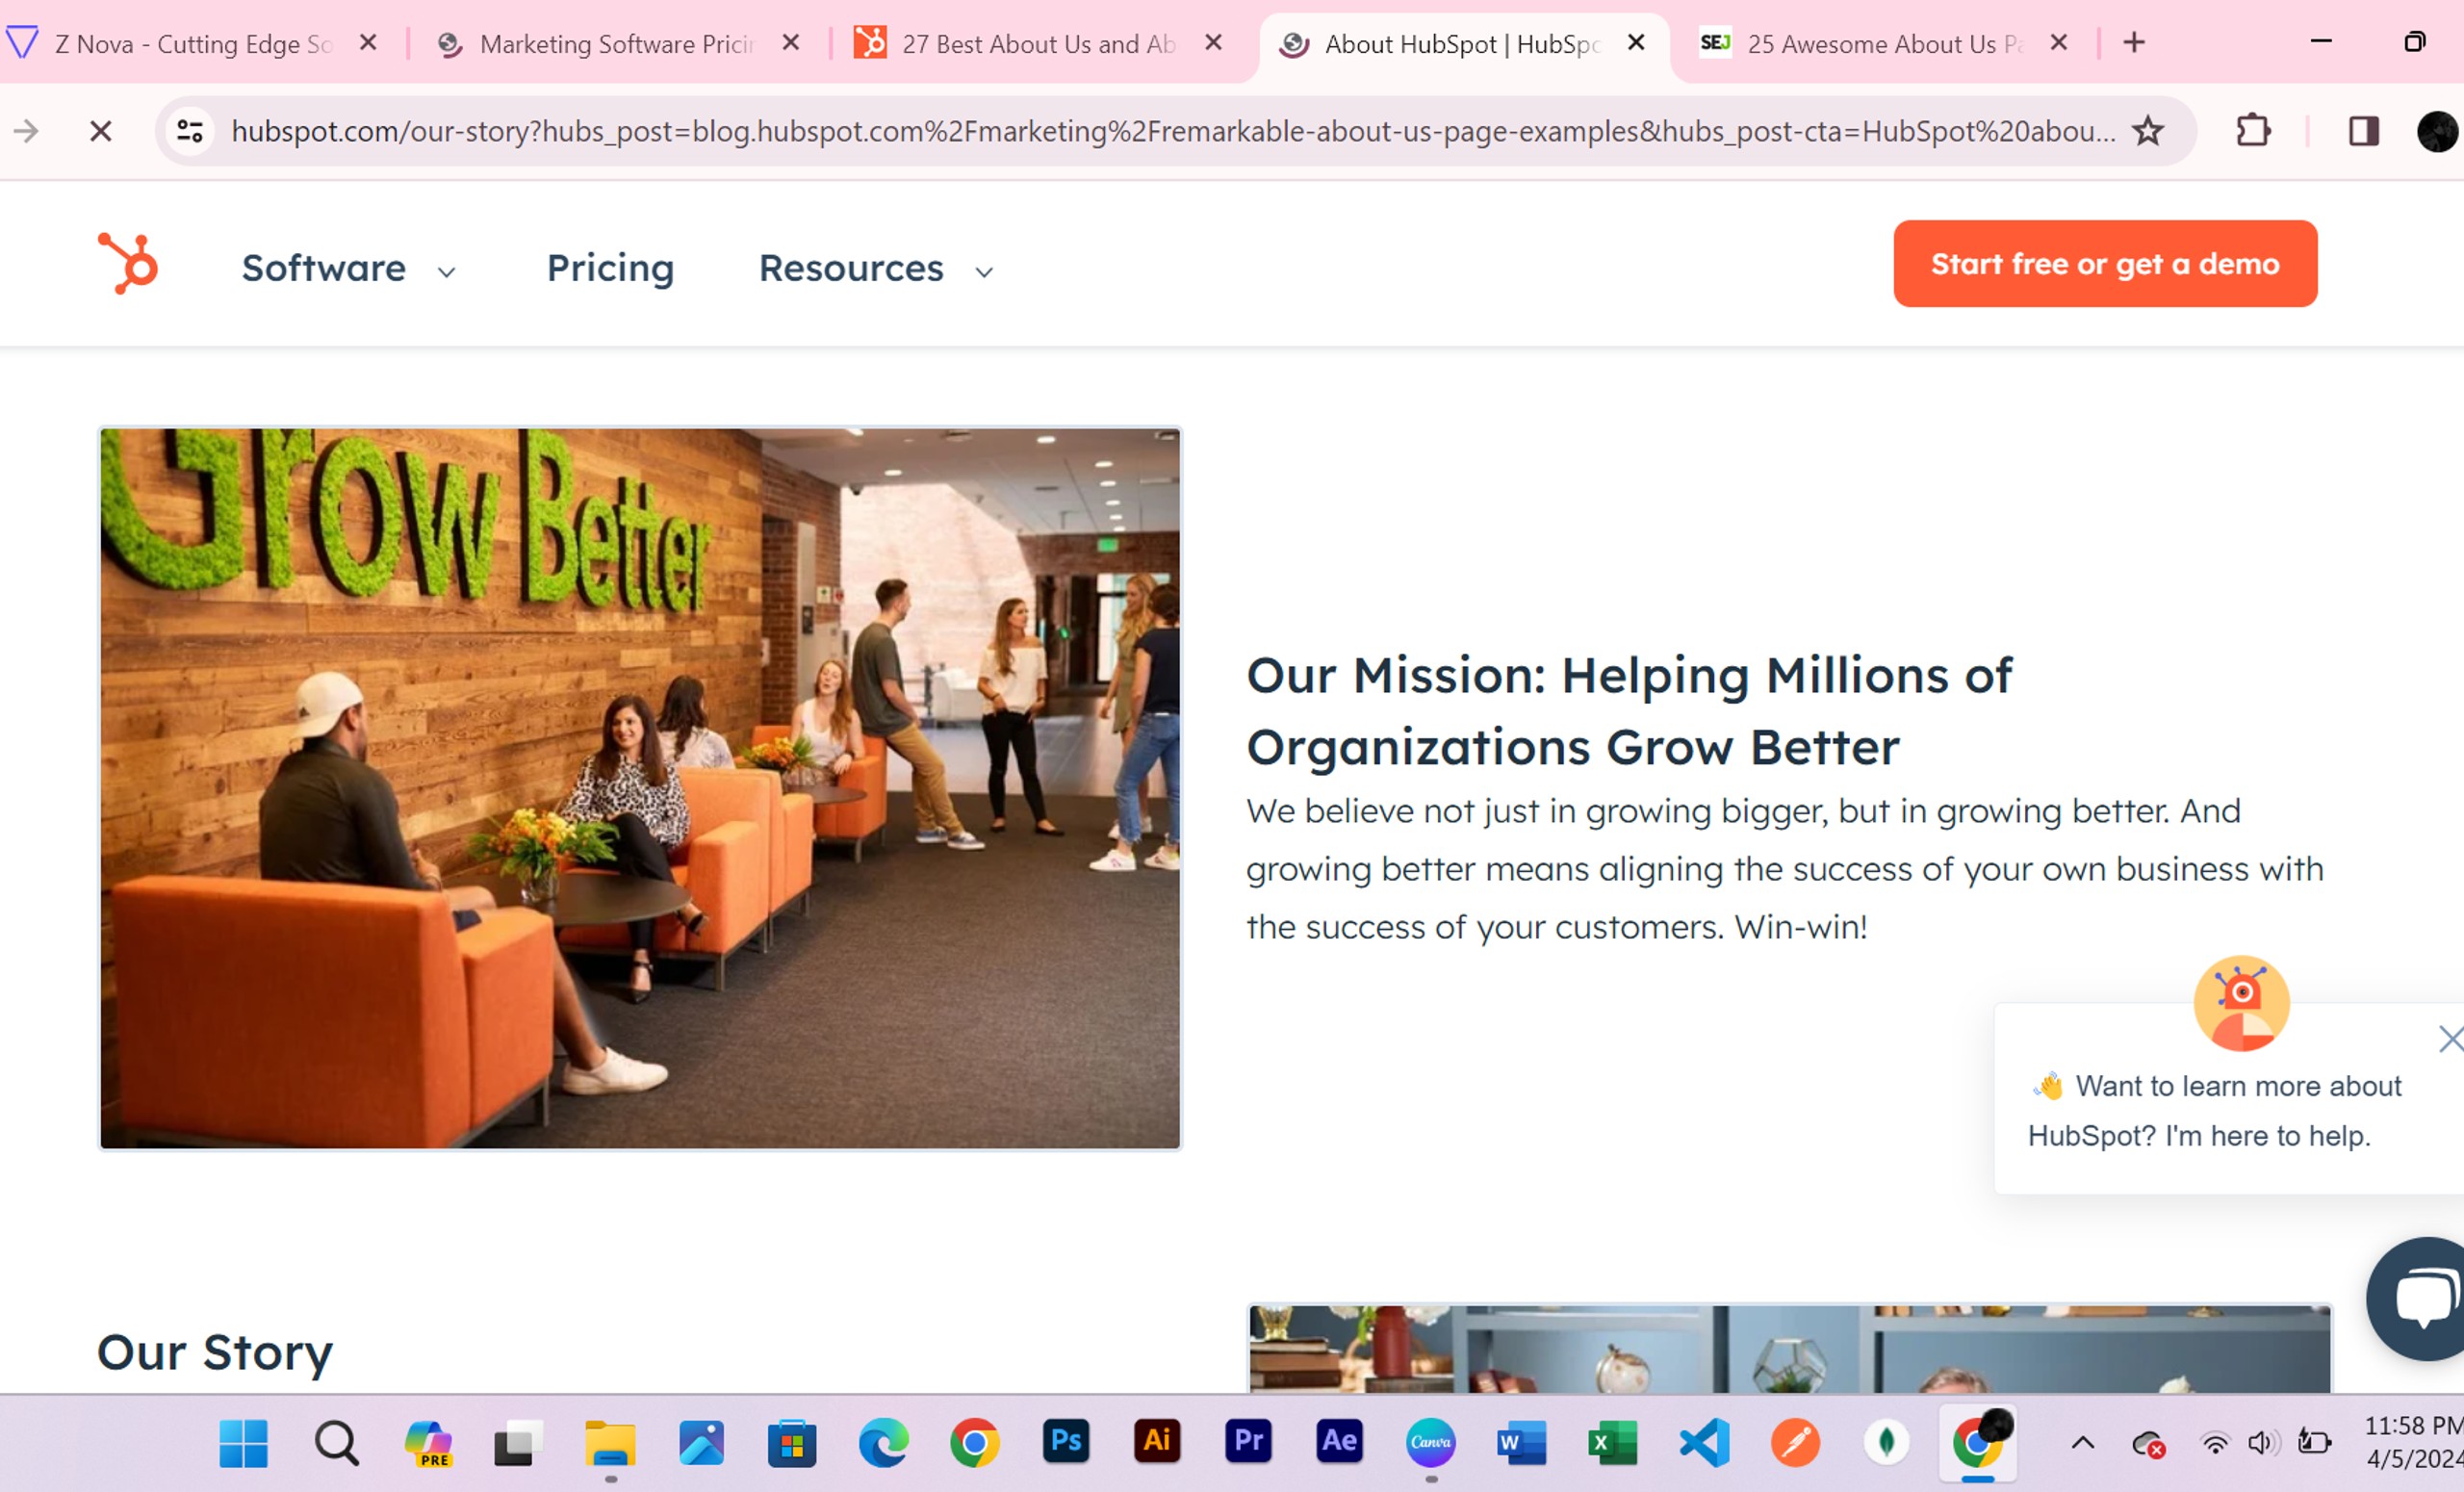 Z Nova - Cutting Edge So
Marketing Software Pricin
27 Best About Us and Ab
About HubSpot | HubSpo
SEJ 25 Awesome About Us Pa
hubspot.com/our-story?hubs_post=blog.hubspot.com%2Fmarketing%2Fremarkable-about-us-page-examples&hubs_post-cta=HubSpot%20abou...
Software
Pricing
Resources
Start free or get a demo
Grow Better
Our Mission: Helping Millions of
Organizations Grow Better
We believe not just in growing bigger, but in growing better. And
growing better means aligning the success of your own business with
the success of your customers. Win-win!
👋 Want to learn more about
HubSpot? I'm here to help.
Our Story
PRE
Ps
Ai
Pr
Ae
Canva
W
X
11:58 PM
4/5/2024